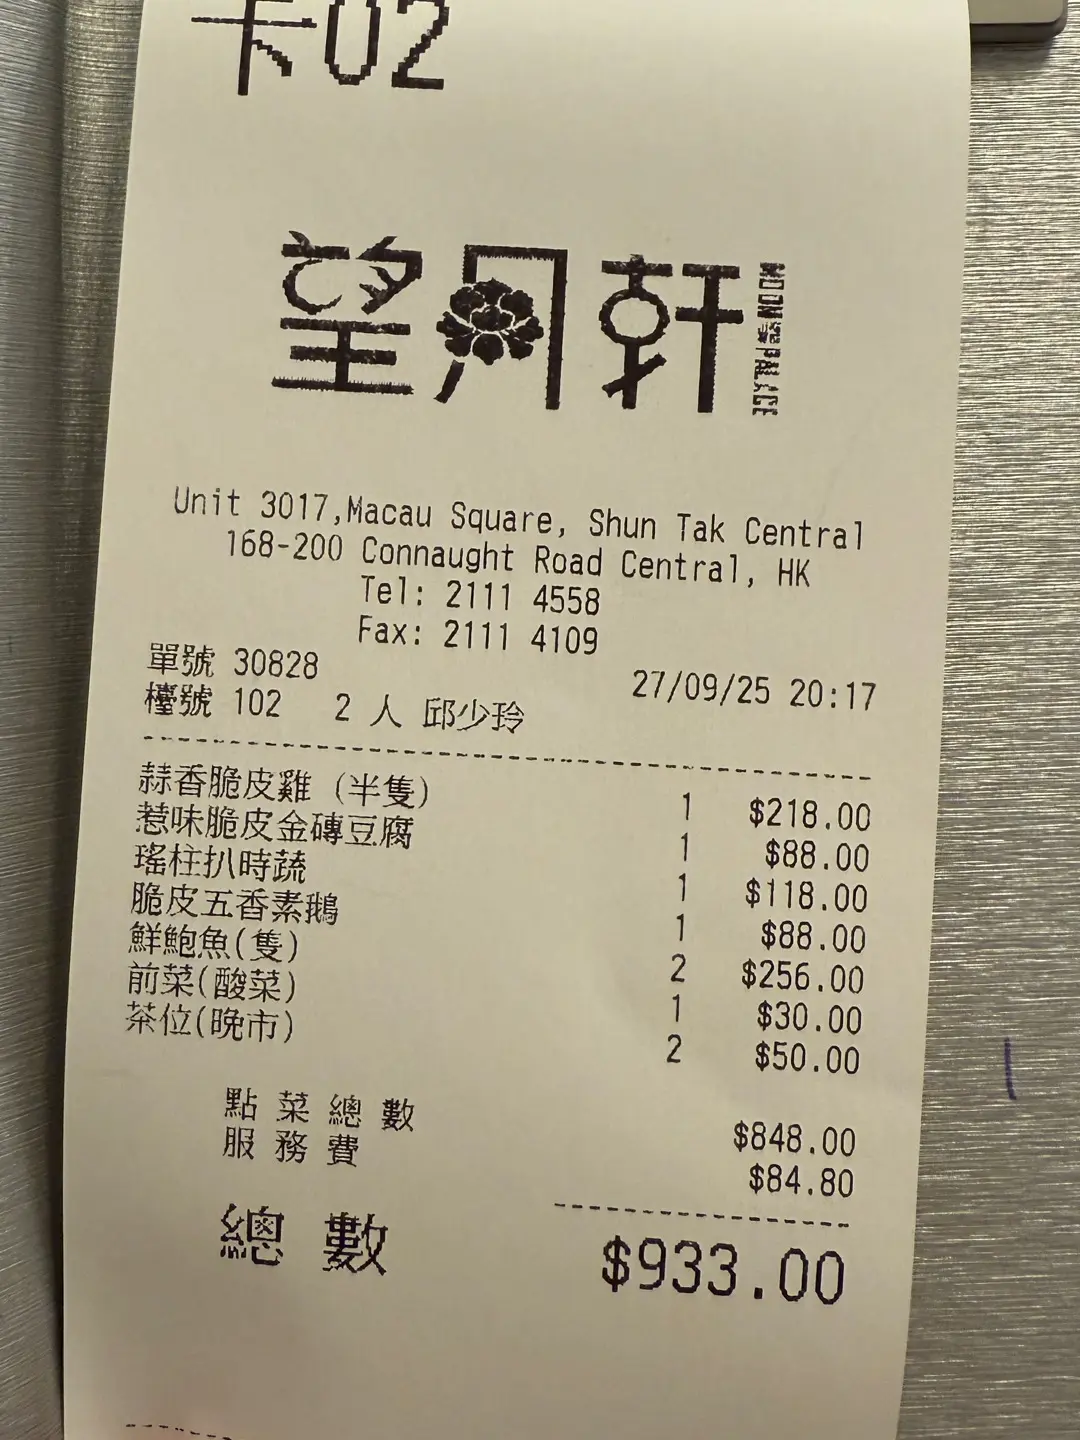 卡02
望月軒
MOON PALACE
Unit 3017,Macau Square, Shun Tak Central
168-200 Connaught Road Central, HK
Tel: 2111 4558
Fax: 2111 4109
單號 30828 27/09/25 20:17
檯號 102 2 人 邱少玲
蒜香脆皮雞 (半隻) 1 $218.00
惹味脆皮金磚豆腐 1 $88.00
瑤柱扒時蔬 1 $118.00
脆皮五香素鵝 1 $88.00
鮮鮑魚(隻) 2 $256.00
前菜(酸菜) 1 $30.00
茶位(晚市) 2 $50.00
點菜總數 $848.00
服務費 $84.80
總數 $933.00